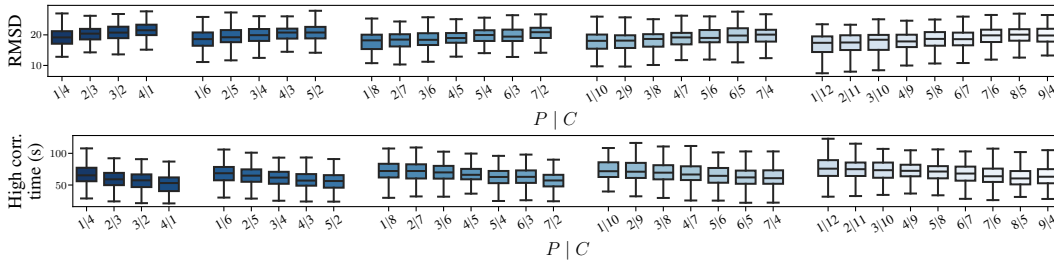 RMSD
20
10
1|4 2|3 3|2 4|1 1|6 2|5 3|4 4|3 5|2 1|8 2|7 3|6 4|5 5|4 6|3 7|2 1|10 2|9 3|8 4|7 5|6 6|5 7|4 1|12 2|11 3|10 4|9 5|8 6|7 7|6 8|5 9|4
P | C
High corr.
time (s)
100
50
1|4 2|3 3|2 4|1 1|6 2|5 3|4 4|3 5|2 1|8 2|7 3|6 4|5 5|4 6|3 7|2 1|10 2|9 3|8 4|7 5|6 6|5 7|4 1|12 2|11 3|10 4|9 5|8 6|7 7|6 8|5 9|4
P | C